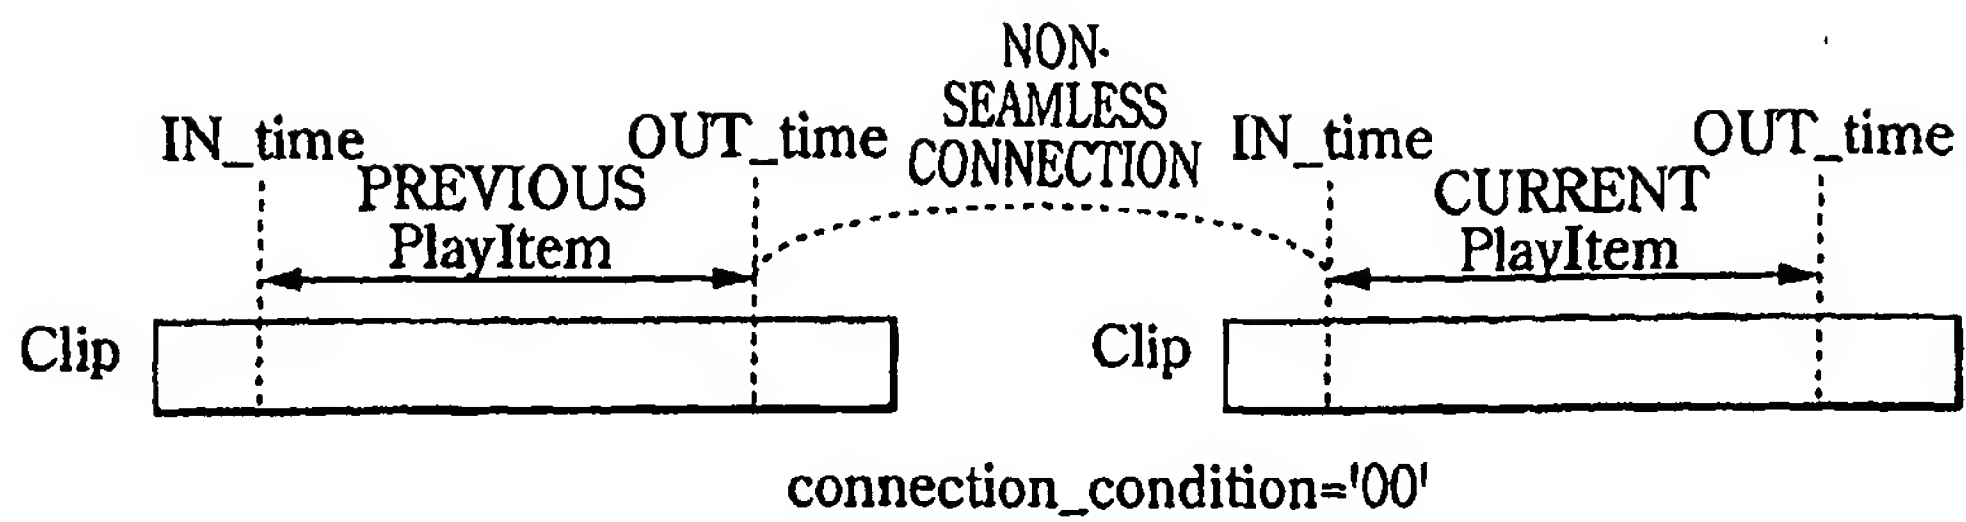 NON-
SEAMLESS
CONNECTION
IN_time
OUT_time
IN_time
OUT_time
PREVIOUS
PlayItem
CURRENT
PlayItem
Clip
Clip
connection_condition='00'